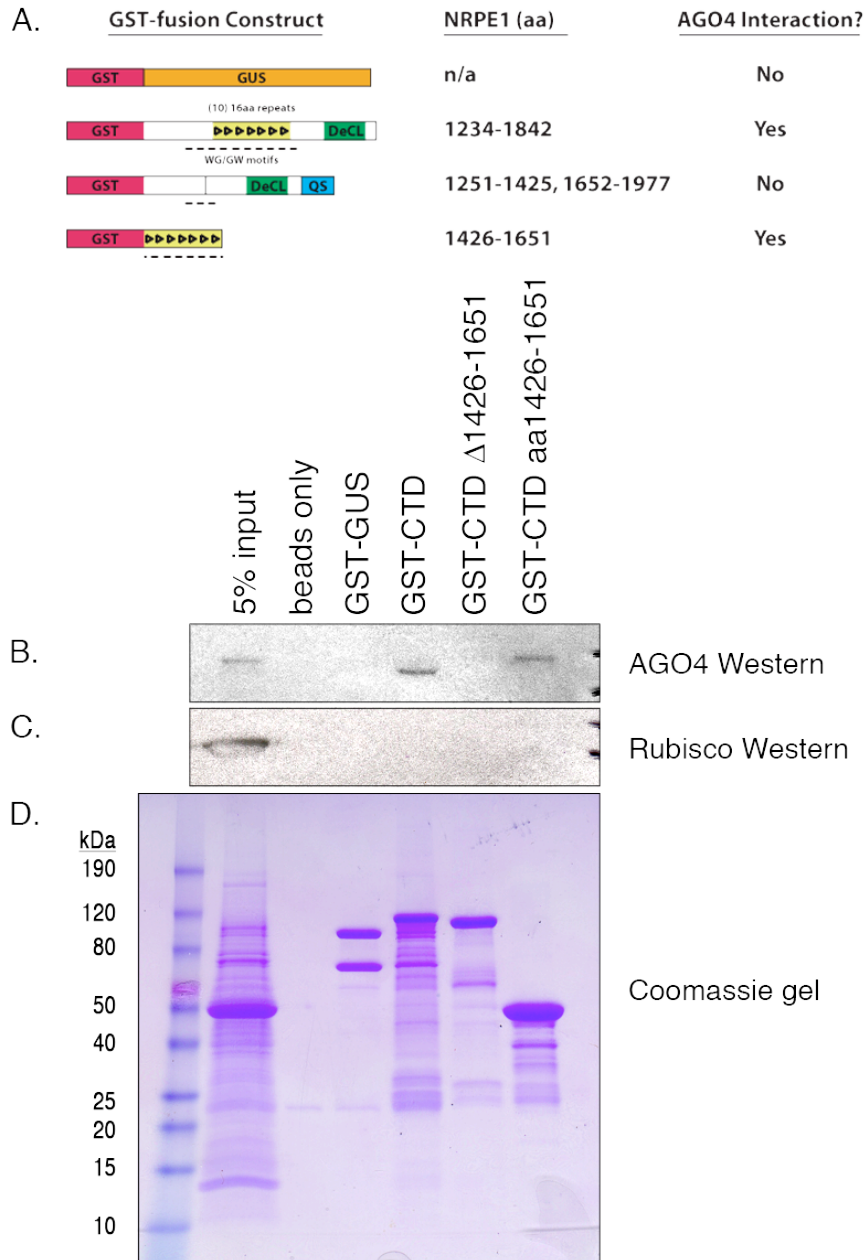 A.
GST-fusion Construct NRPE1 (aa) AGO4 Interaction?
GST GUS n/a No
(10) 16aa repeats
GST DeCL 1234-1842 Yes
WG/GW motifs
GST DeCL QS 1251-1425, 1652-1977 No
GST 1426-1651 Yes
5% input
beads only
GST-GUS
GST-CTD
GST-CTD Δ1426-1651
GST-CTD aa1426-1651
B. AGO4 Western
C. Rubisco Western
D.
kDa
190
120
80
50
40
25
20
15
10
Coomassie gel